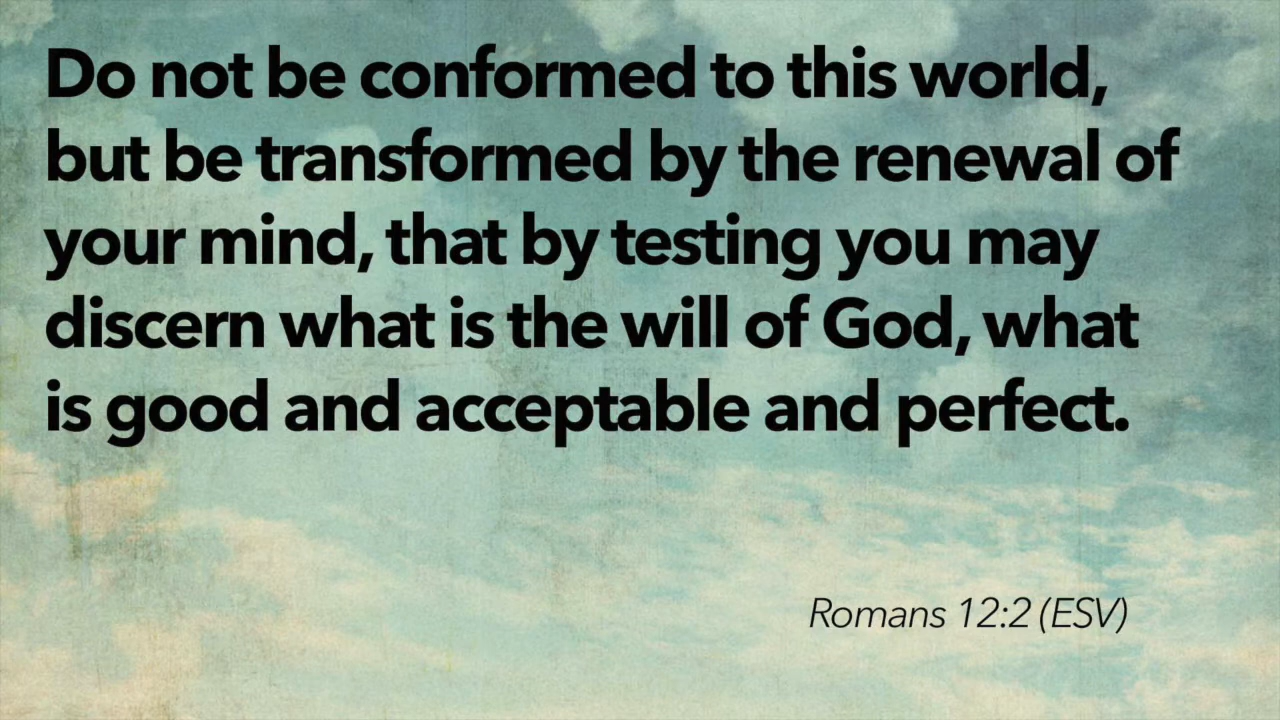 Do not be conformed to this world,
but be transformed by the renewal of
your mind, that by testing you may
discern what is the will of God, what
is good and acceptable and perfect.
Romans 12:2 (ESV)